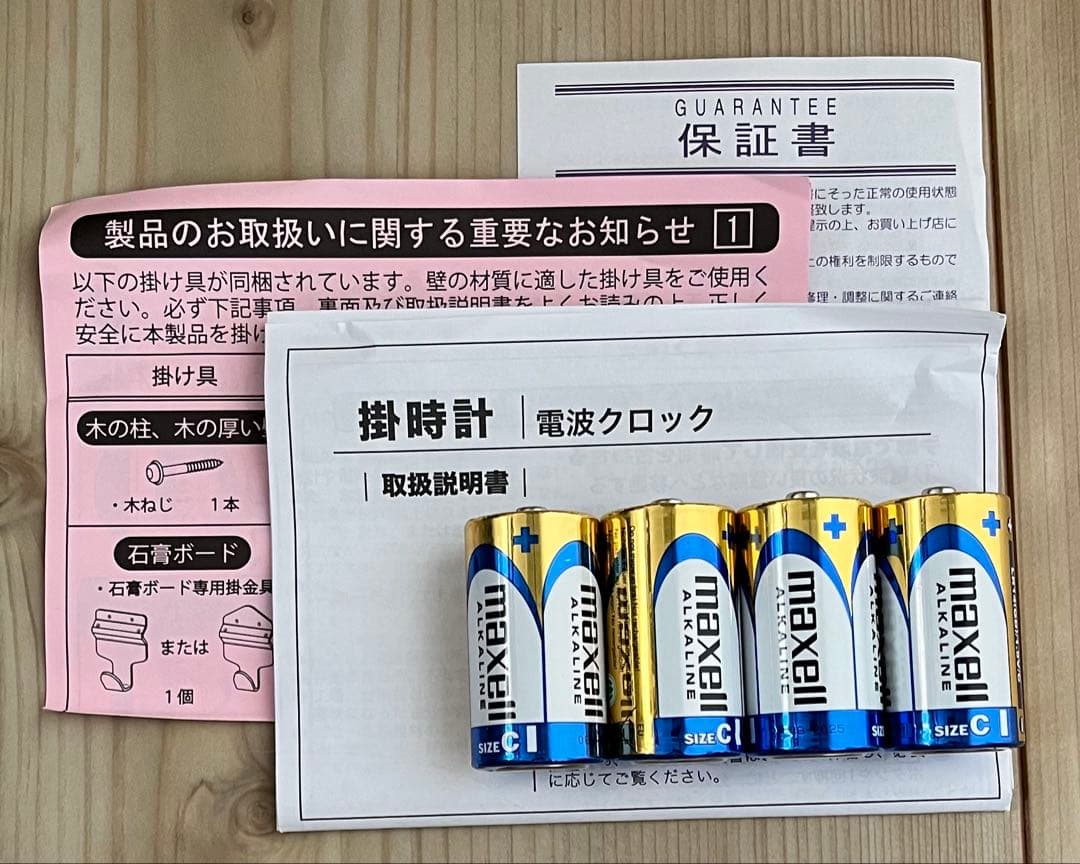 GUARANTEE
保証書
にそった正常の使用状態
致します。
示の上、お買い上げ店に
の権利を制限するもので
修理・調整に関するご連絡
製品のお取扱いに関する重要なお知らせ 1
以下の掛け具が同梱されています。壁の材質に適した掛け具をご使用く
ださい。必ず下記事項、裏面及び取扱説明書をよくお読みの上、正しく
安全に本製品を掛け
掛け具
木の柱、木の厚い
・木ねじ 1本
石膏ボード
・石膏ボード専用掛金具
または
1個
掛時計 電波クロック
取扱説明書
に応じてご覧ください。
maxell
ALKALINE
SIZE C
maxell
ALKALINE
maxell
ALKALINE
SIZE C
maxell
ALKALINE
maxell
ALKALINE
SIZE C